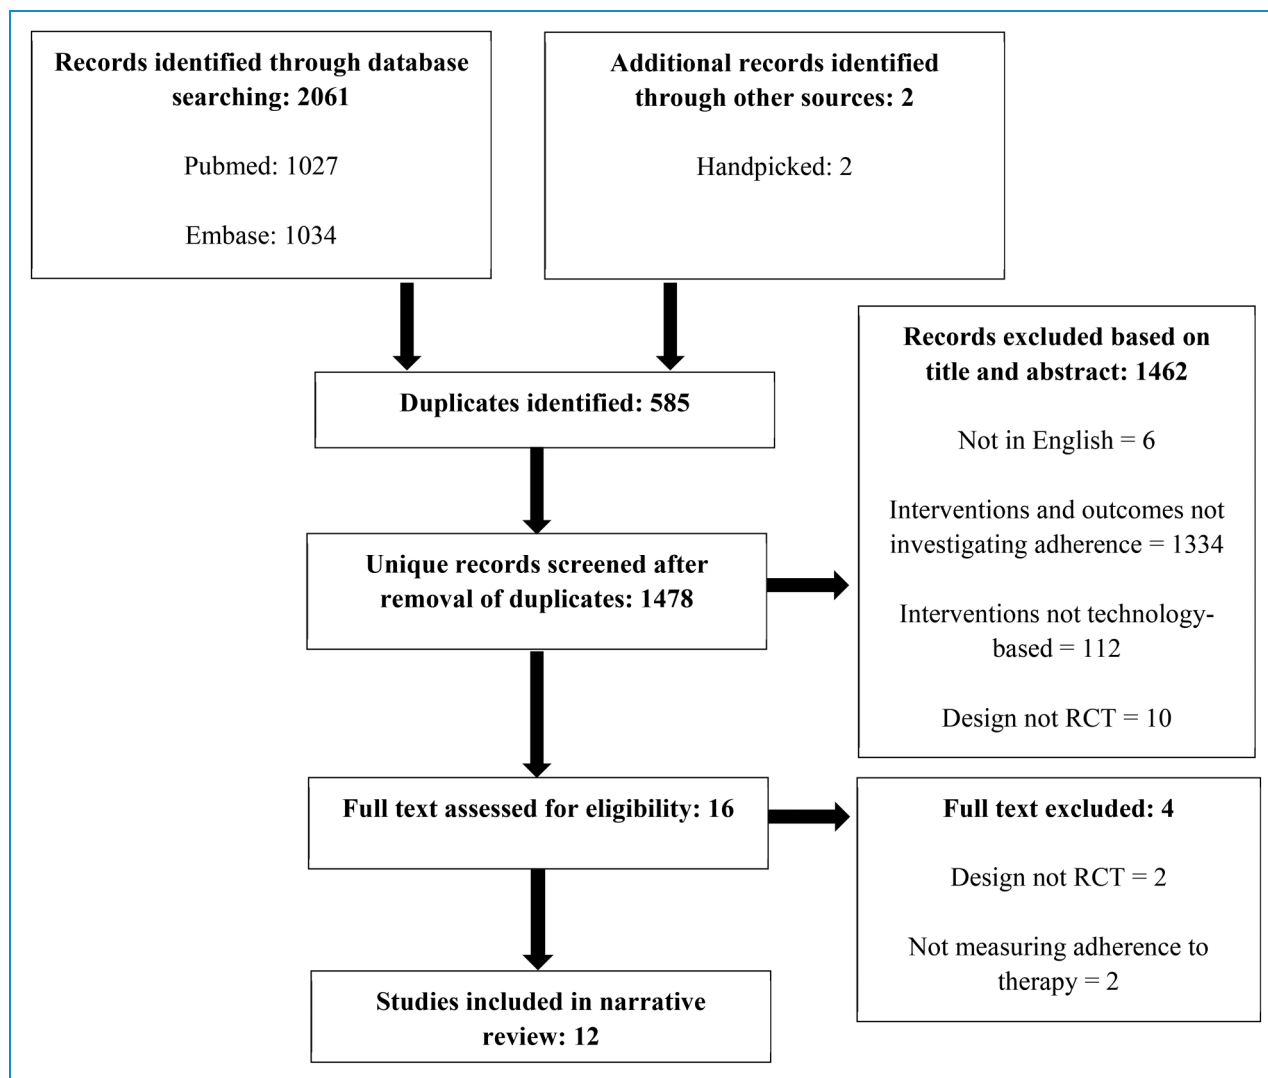 Records identified through database
searching: 2061
Pubmed: 1027
Embase: 1034
Additional records identified
through other sources: 2
Handpicked: 2
Duplicates identified: 585
Unique records screened after
removal of duplicates: 1478
Records excluded based on
title and abstract: 1462
Not in English = 6
Interventions and outcomes not
investigating adherence = 1334
Interventions not technology-
based = 112
Design not RCT = 10
Full text assessed for eligibility: 16
Full text excluded: 4
Design not RCT = 2
Not measuring adherence to
therapy = 2
Studies included in narrative
review: 12